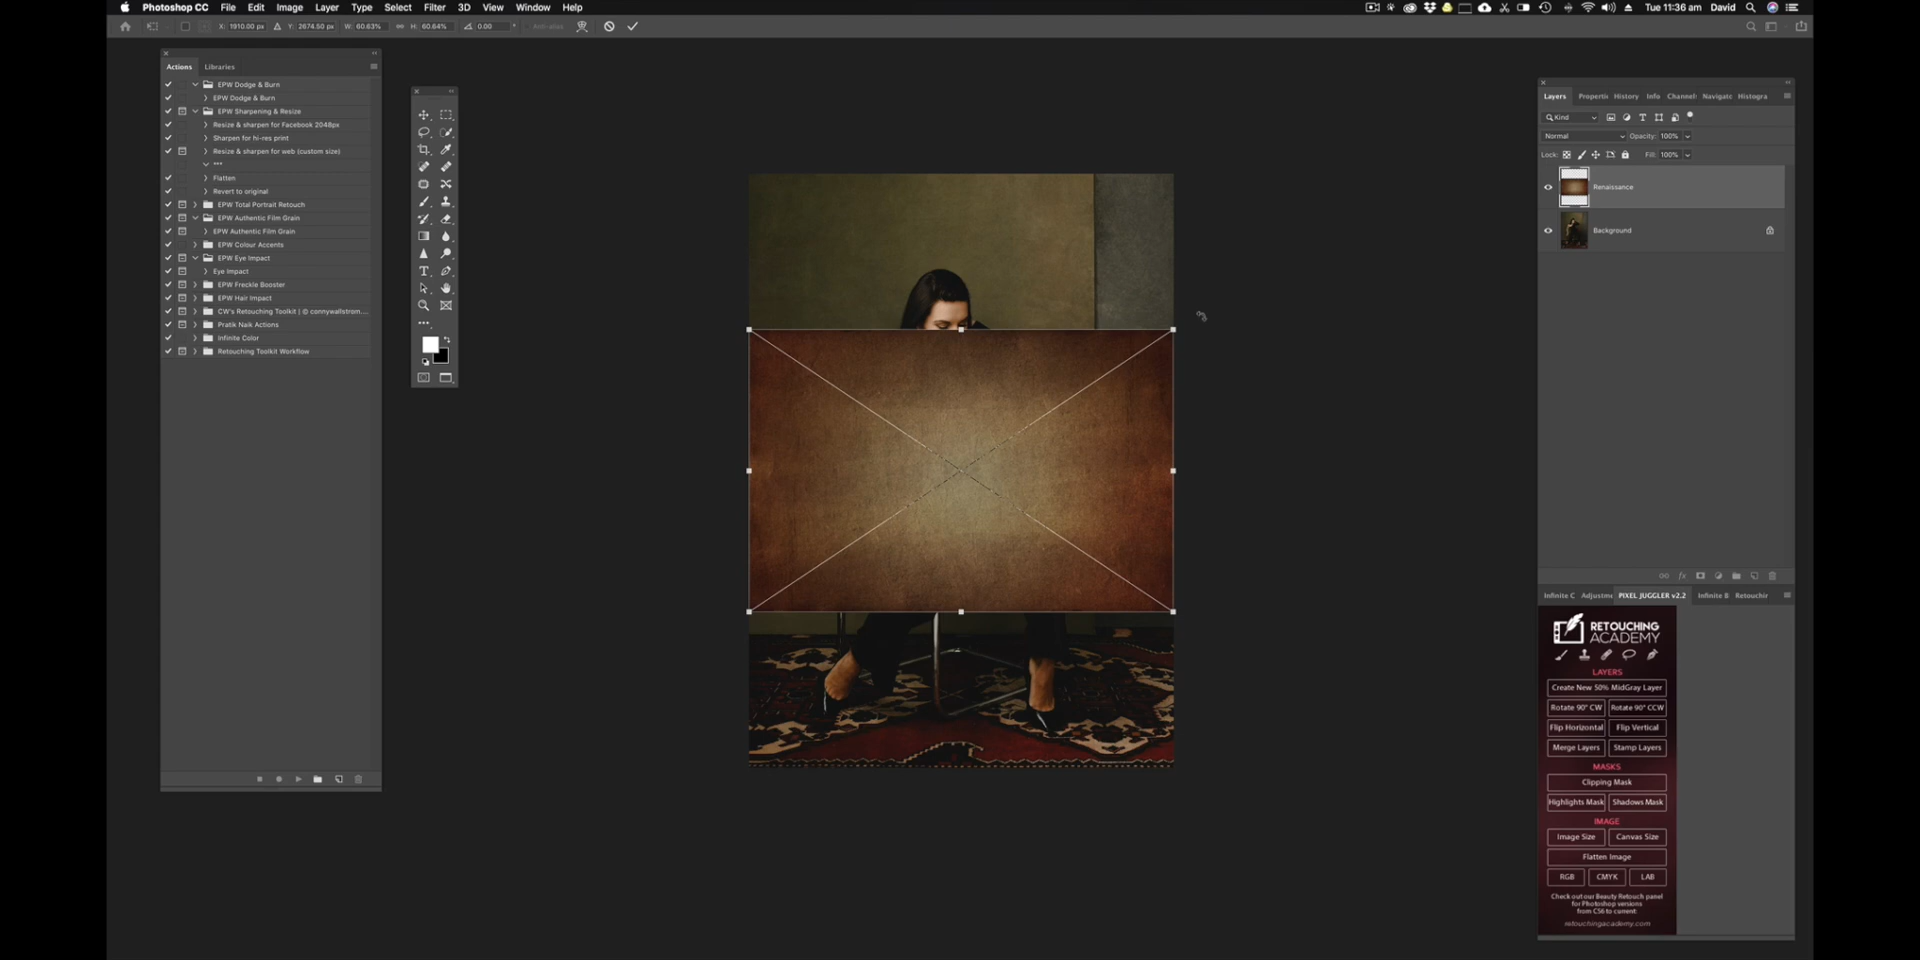 Photoshop CC File Edit Image Layer Type Select Filter 3D View Window Help Tue 11:36 am David
X: 1910.00 px Y: 2674.50 px W: 60.63% H: 60.64% 0.00 ° Anti-alias
Actions Libraries
EPW Dodge & Burn
EPW Dodge & Burn
EPW Sharpening & Resize
Resize & sharpen for Facebook 2048px
Sharpen for hi-res print
Resize & sharpen for web (custom size)
***
Flatten
Revert to original
EPW Total Portrait Retouch
EPW Authentic Film Grain
EPW Authentic Film Grain
EPW Colour Accents
EPW Eye Impact
Eye Impact
EPW Freckle Booster
EPW Hair Impact
CW's Retouching Toolkit | © connywallstrom....
Pratik Naik Actions
Infinite Color
Retouching Toolkit Workflow
Layers Properti History Info Channel Navigato Histogra
Kind
Normal Opacity: 100%
Lock: Fill: 100%
Renaissance
Background
Infinite C Adjustme PIXEL JUGGLER v2.2 Infinite B Retouchin
RETOUCHING
ACADEMY
LAYERS
Create New 50% MidGray Layer
Rotate 90° CW Rotate 90° CCW
Flip Horizontal Flip Vertical
Merge Layers Stamp Layers
MASKS
Clipping Mask
Highlights Mask Shadows Mask
IMAGE
Image Size Canvas Size
Flatten Image
RGB CMYK LAB
Check out our Beauty Retouch panel
for Photoshop versions
from CS6 to current:
retouchingacademy.com